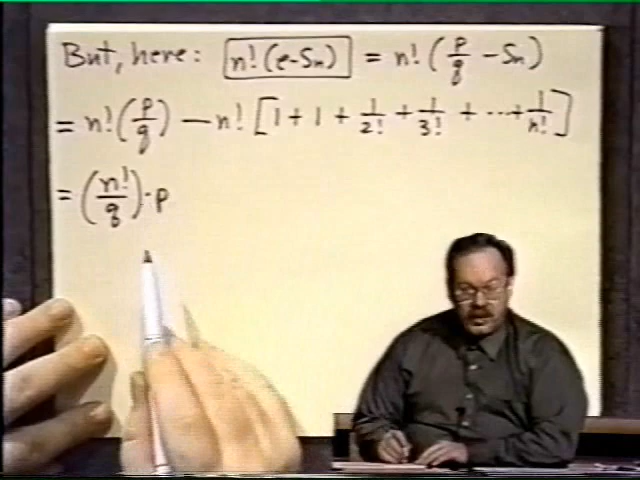 But, here: n!(e-Sn) = n!(p/q - Sn)
= n!(p/q) - n![1 + 1 + 1/2! + 1/3! + ...+ 1/n!]
= (n!/q)·p